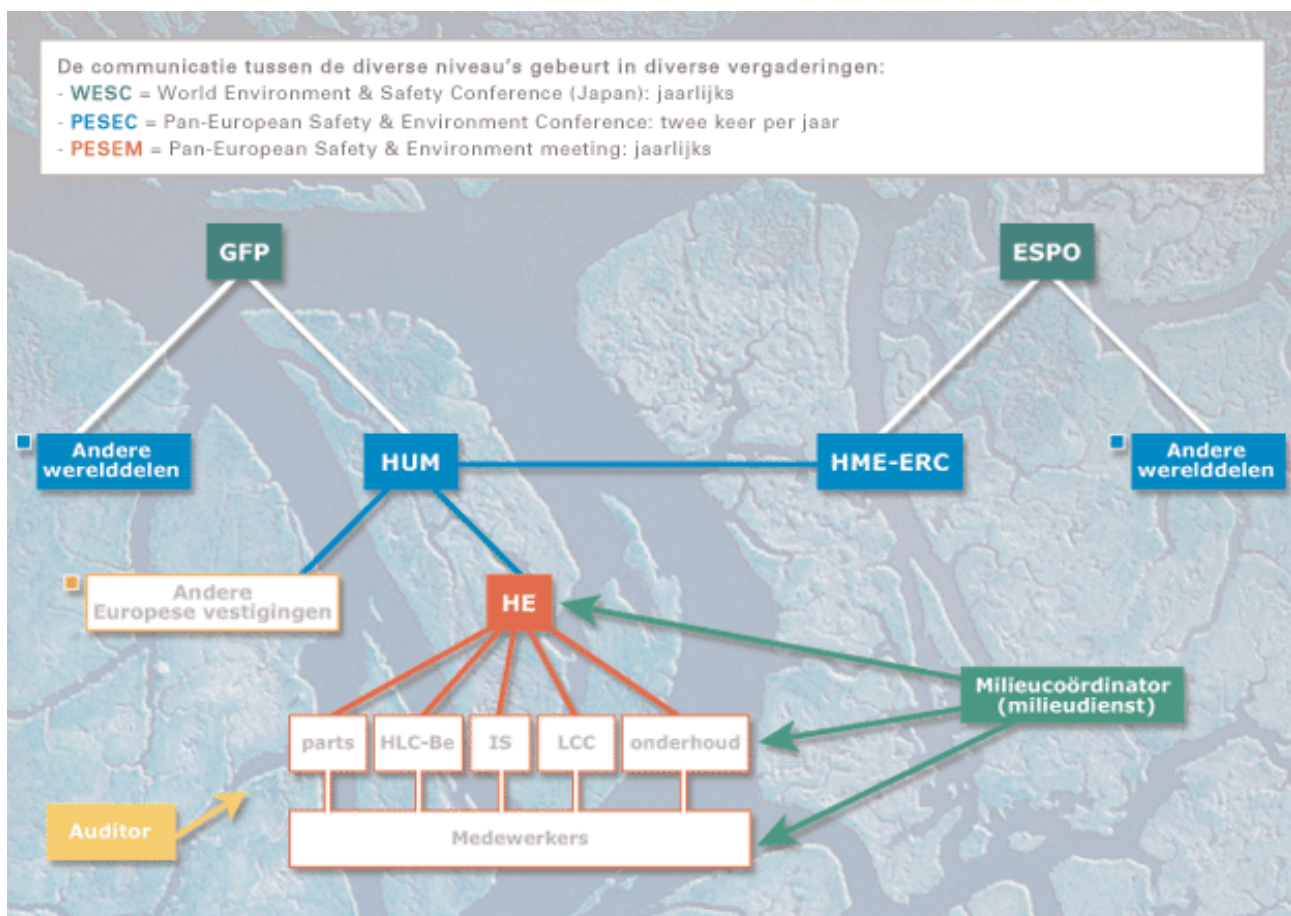 De communicatie tussen de diverse niveau's gebeurt in diverse vergaderingen:
- WESC = World Environment & Safety Conference (Japan): jaarlijks
- PESEC = Pan-European Safety & Environment Conference: twee keer per jaar
- PESEM = Pan-European Safety & Environment meeting: jaarlijks
GFP
ESPO
Andere
werelddelen
HUM
HME-ERC
Andere
werelddelen
Andere
Europese vestigingen
HE
Milieucoördinator
(milieudienst)
parts
HLC-Be
IS
LCC
onderhoud
Auditor
Medewerkers